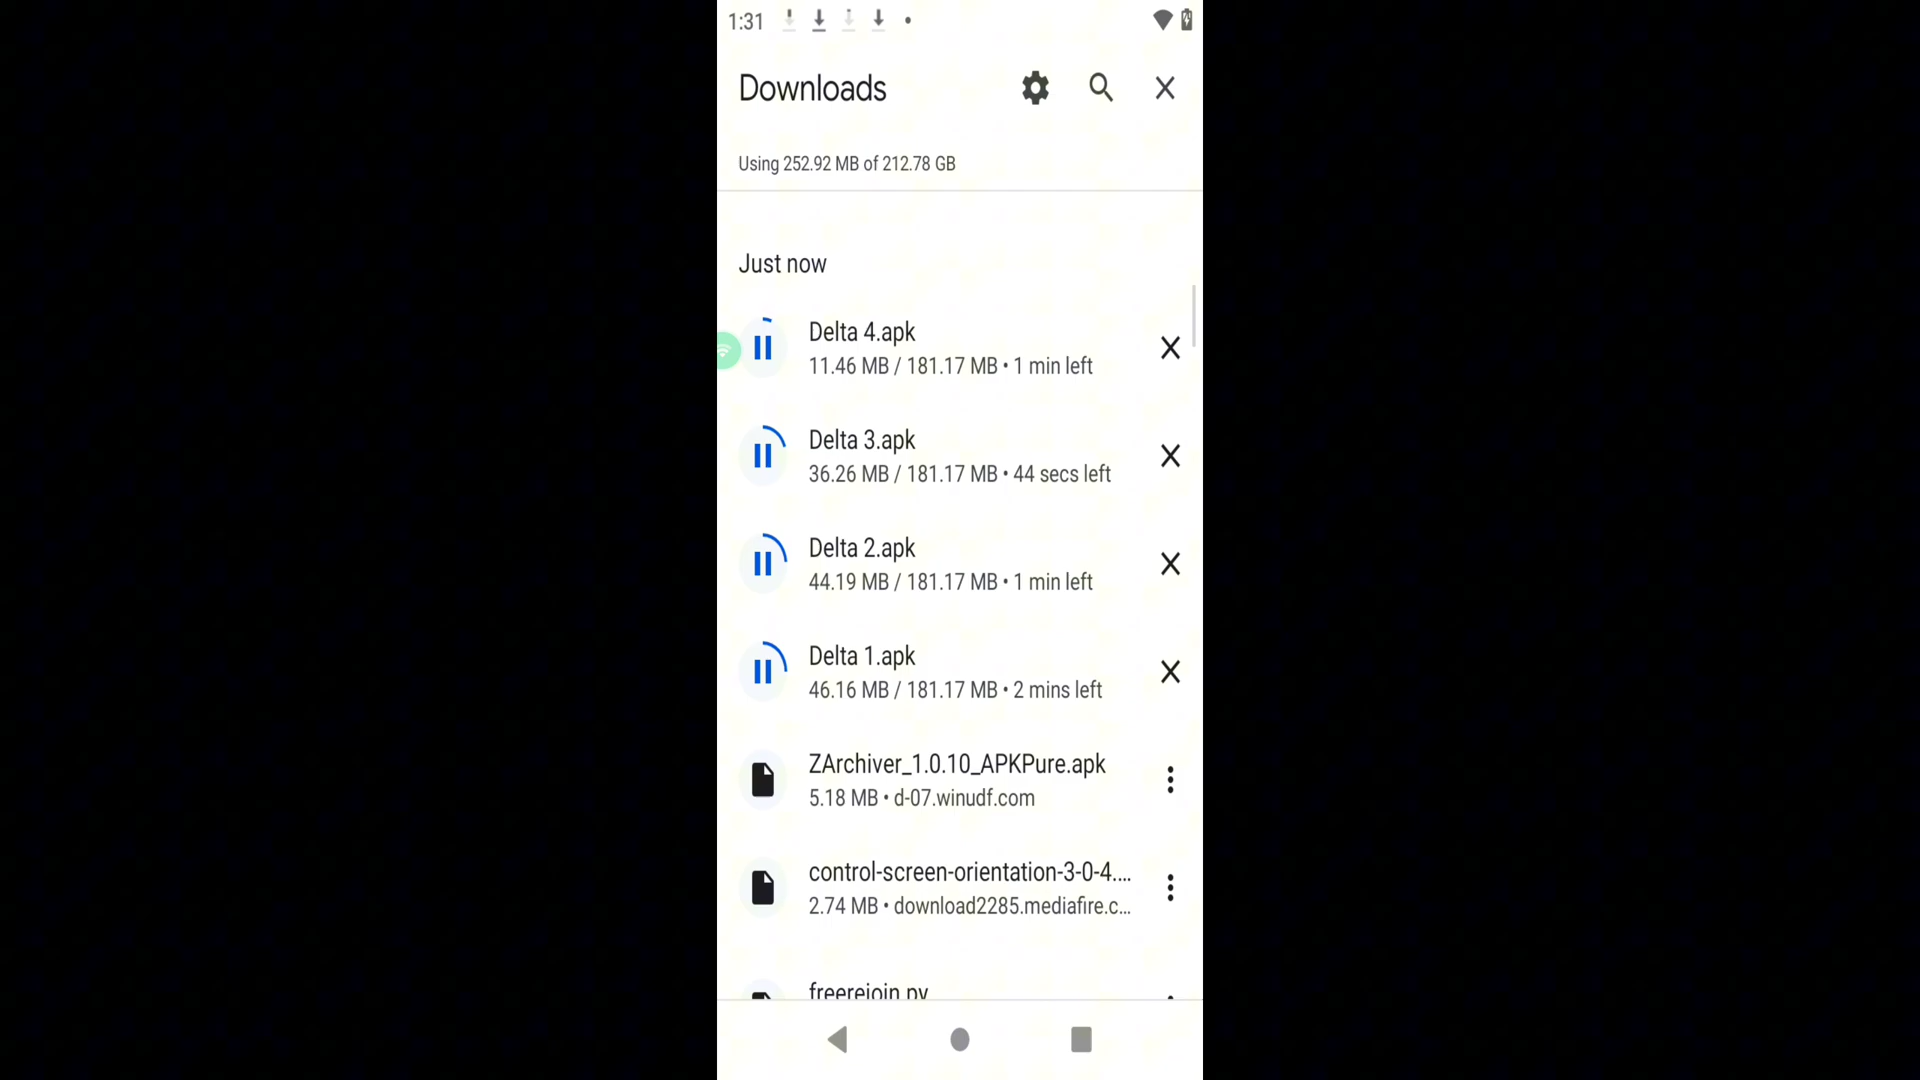 1:31
Downloads
Using 252.92 MB of 212.78 GB
Just now
Delta 4.apk
11.46 MB / 181.17 MB • 1 min left
Delta 3.apk
36.26 MB / 181.17 MB • 44 secs left
Delta 2.apk
44.19 MB / 181.17 MB • 1 min left
Delta 1.apk
46.16 MB / 181.17 MB • 2 mins left
ZArchiver_1.0.10_APKPure.apk
5.18 MB • d-07.winudf.com
control-screen-orientation-3-0-4....
2.74 MB • download2285.mediafire.c...
freerejoin.py